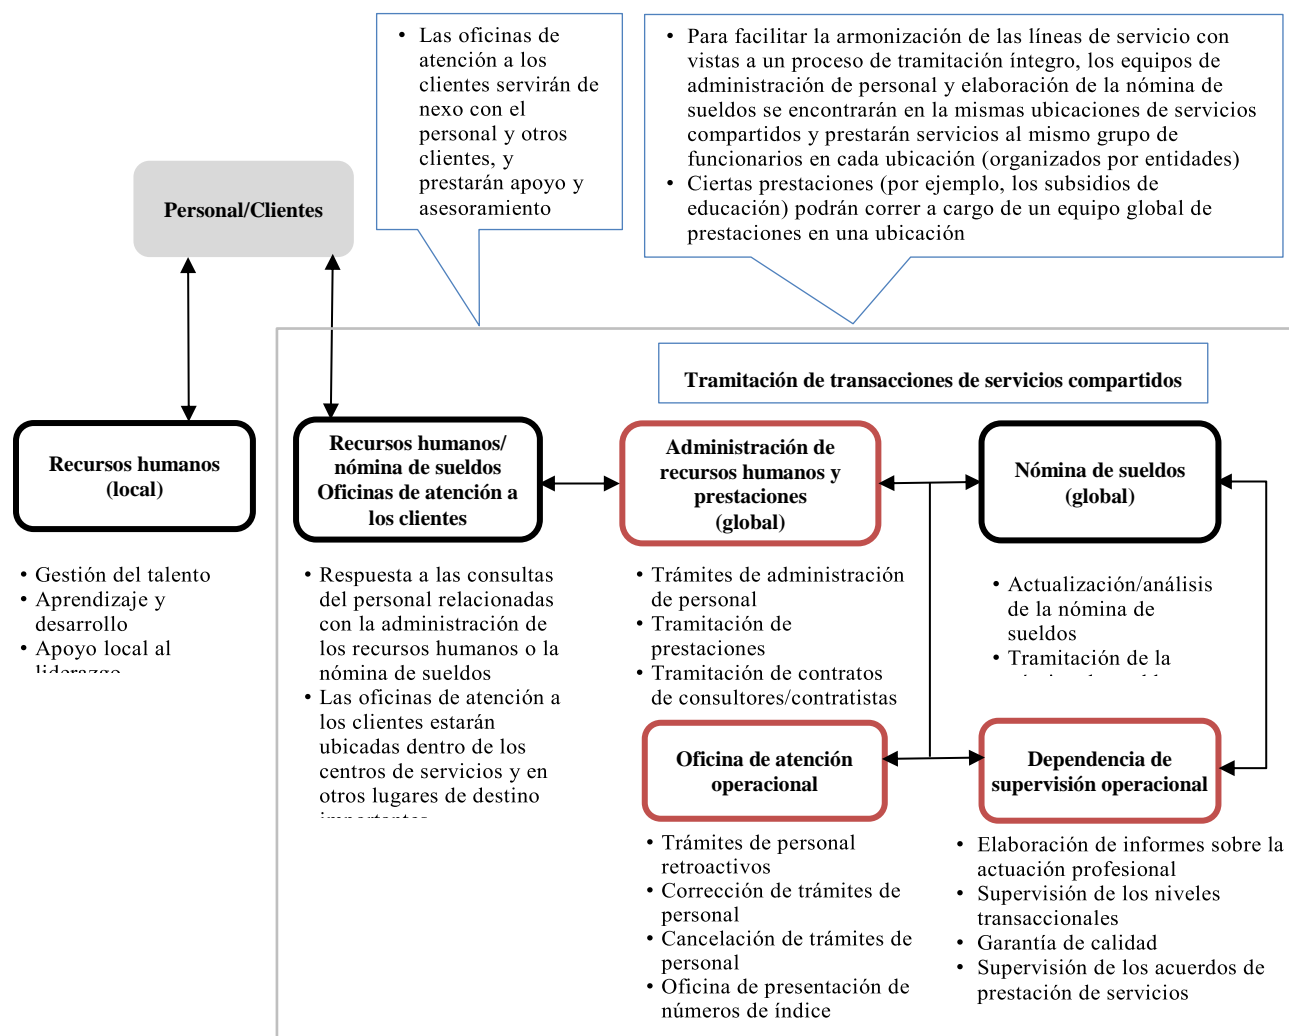 • Las oficinas de
atención a los
clientes servirán de
nexo con el
personal y otros
clientes, y
prestarán apoyo y
asesoramiento
• Para facilitar la armonización de las líneas de servicio con
vistas a un proceso de tramitación íntegro, los equipos de
administración de personal y elaboración de la nómina de
sueldos se encontrarán en la mismas ubicaciones de servicios
compartidos y prestarán servicios al mismo grupo de
funcionarios en cada ubicación (organizados por entidades)
• Ciertas prestaciones (por ejemplo, los subsidios de
educación) podrán correr a cargo de un equipo global de
prestaciones en una ubicación
Personal/Clientes
Tramitación de transacciones de servicios compartidos
Recursos humanos
(local)
• Gestión del talento
• Aprendizaje y
desarrollo
• Apoyo local al
liderazgo
Recursos humanos/
nómina de sueldos
Oficinas de atención a
los clientes
• Respuesta a las consultas
del personal relacionadas
con la administración de
los recursos humanos o la
nómina de sueldos
• Las oficinas de atención a
los clientes estarán
ubicadas dentro de los
centros de servicios y en
otros lugares de destino
importantes
Administración de
recursos humanos y
prestaciones
(global)
• Trámites de administración
de personal
• Tramitación de
prestaciones
• Tramitación de contratos
de consultores/contratistas
Nómina de sueldos
(global)
• Actualización/análisis
de la nómina de
sueldos
• Tramitación de la
Oficina de atención
operacional
• Trámites de personal
retroactivos
• Corrección de trámites de
personal
• Cancelación de trámites de
personal
• Oficina de presentación de
números de índice
Dependencia de
supervisión operacional
• Elaboración de informes sobre la
actuación profesional
• Supervisión de los niveles
transaccionales
• Garantía de calidad
• Supervisión de los acuerdos de
prestación de servicios